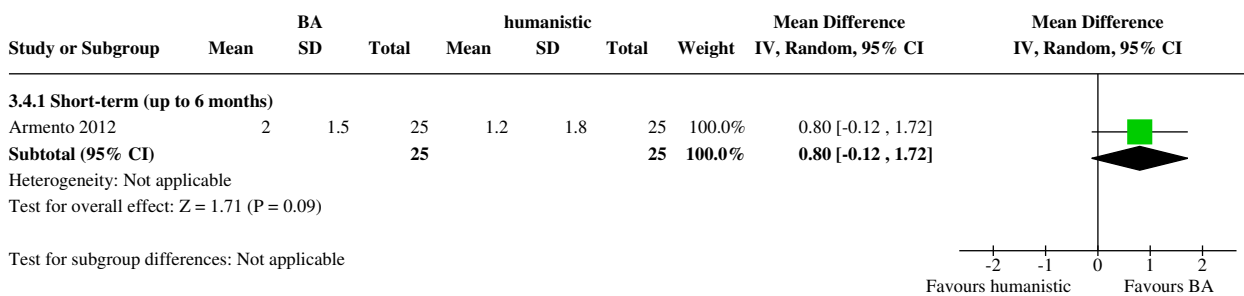 BA humanistic Mean Difference Mean Difference
Study or Subgroup Mean SD Total Mean SD Total Weight IV, Random, 95% CI IV, Random, 95% CI
3.4.1 Short-term (up to 6 months)
Armento 2012 2 1.5 25 1.2 1.8 25 100.0% 0.80 [-0.12 , 1.72]
Subtotal (95% CI) 25 25 100.0% 0.80 [-0.12 , 1.72]
Heterogeneity: Not applicable
Test for overall effect: Z = 1.71 (P = 0.09)
Test for subgroup differences: Not applicable
-2 -1 0 1 2
Favours humanistic Favours BA